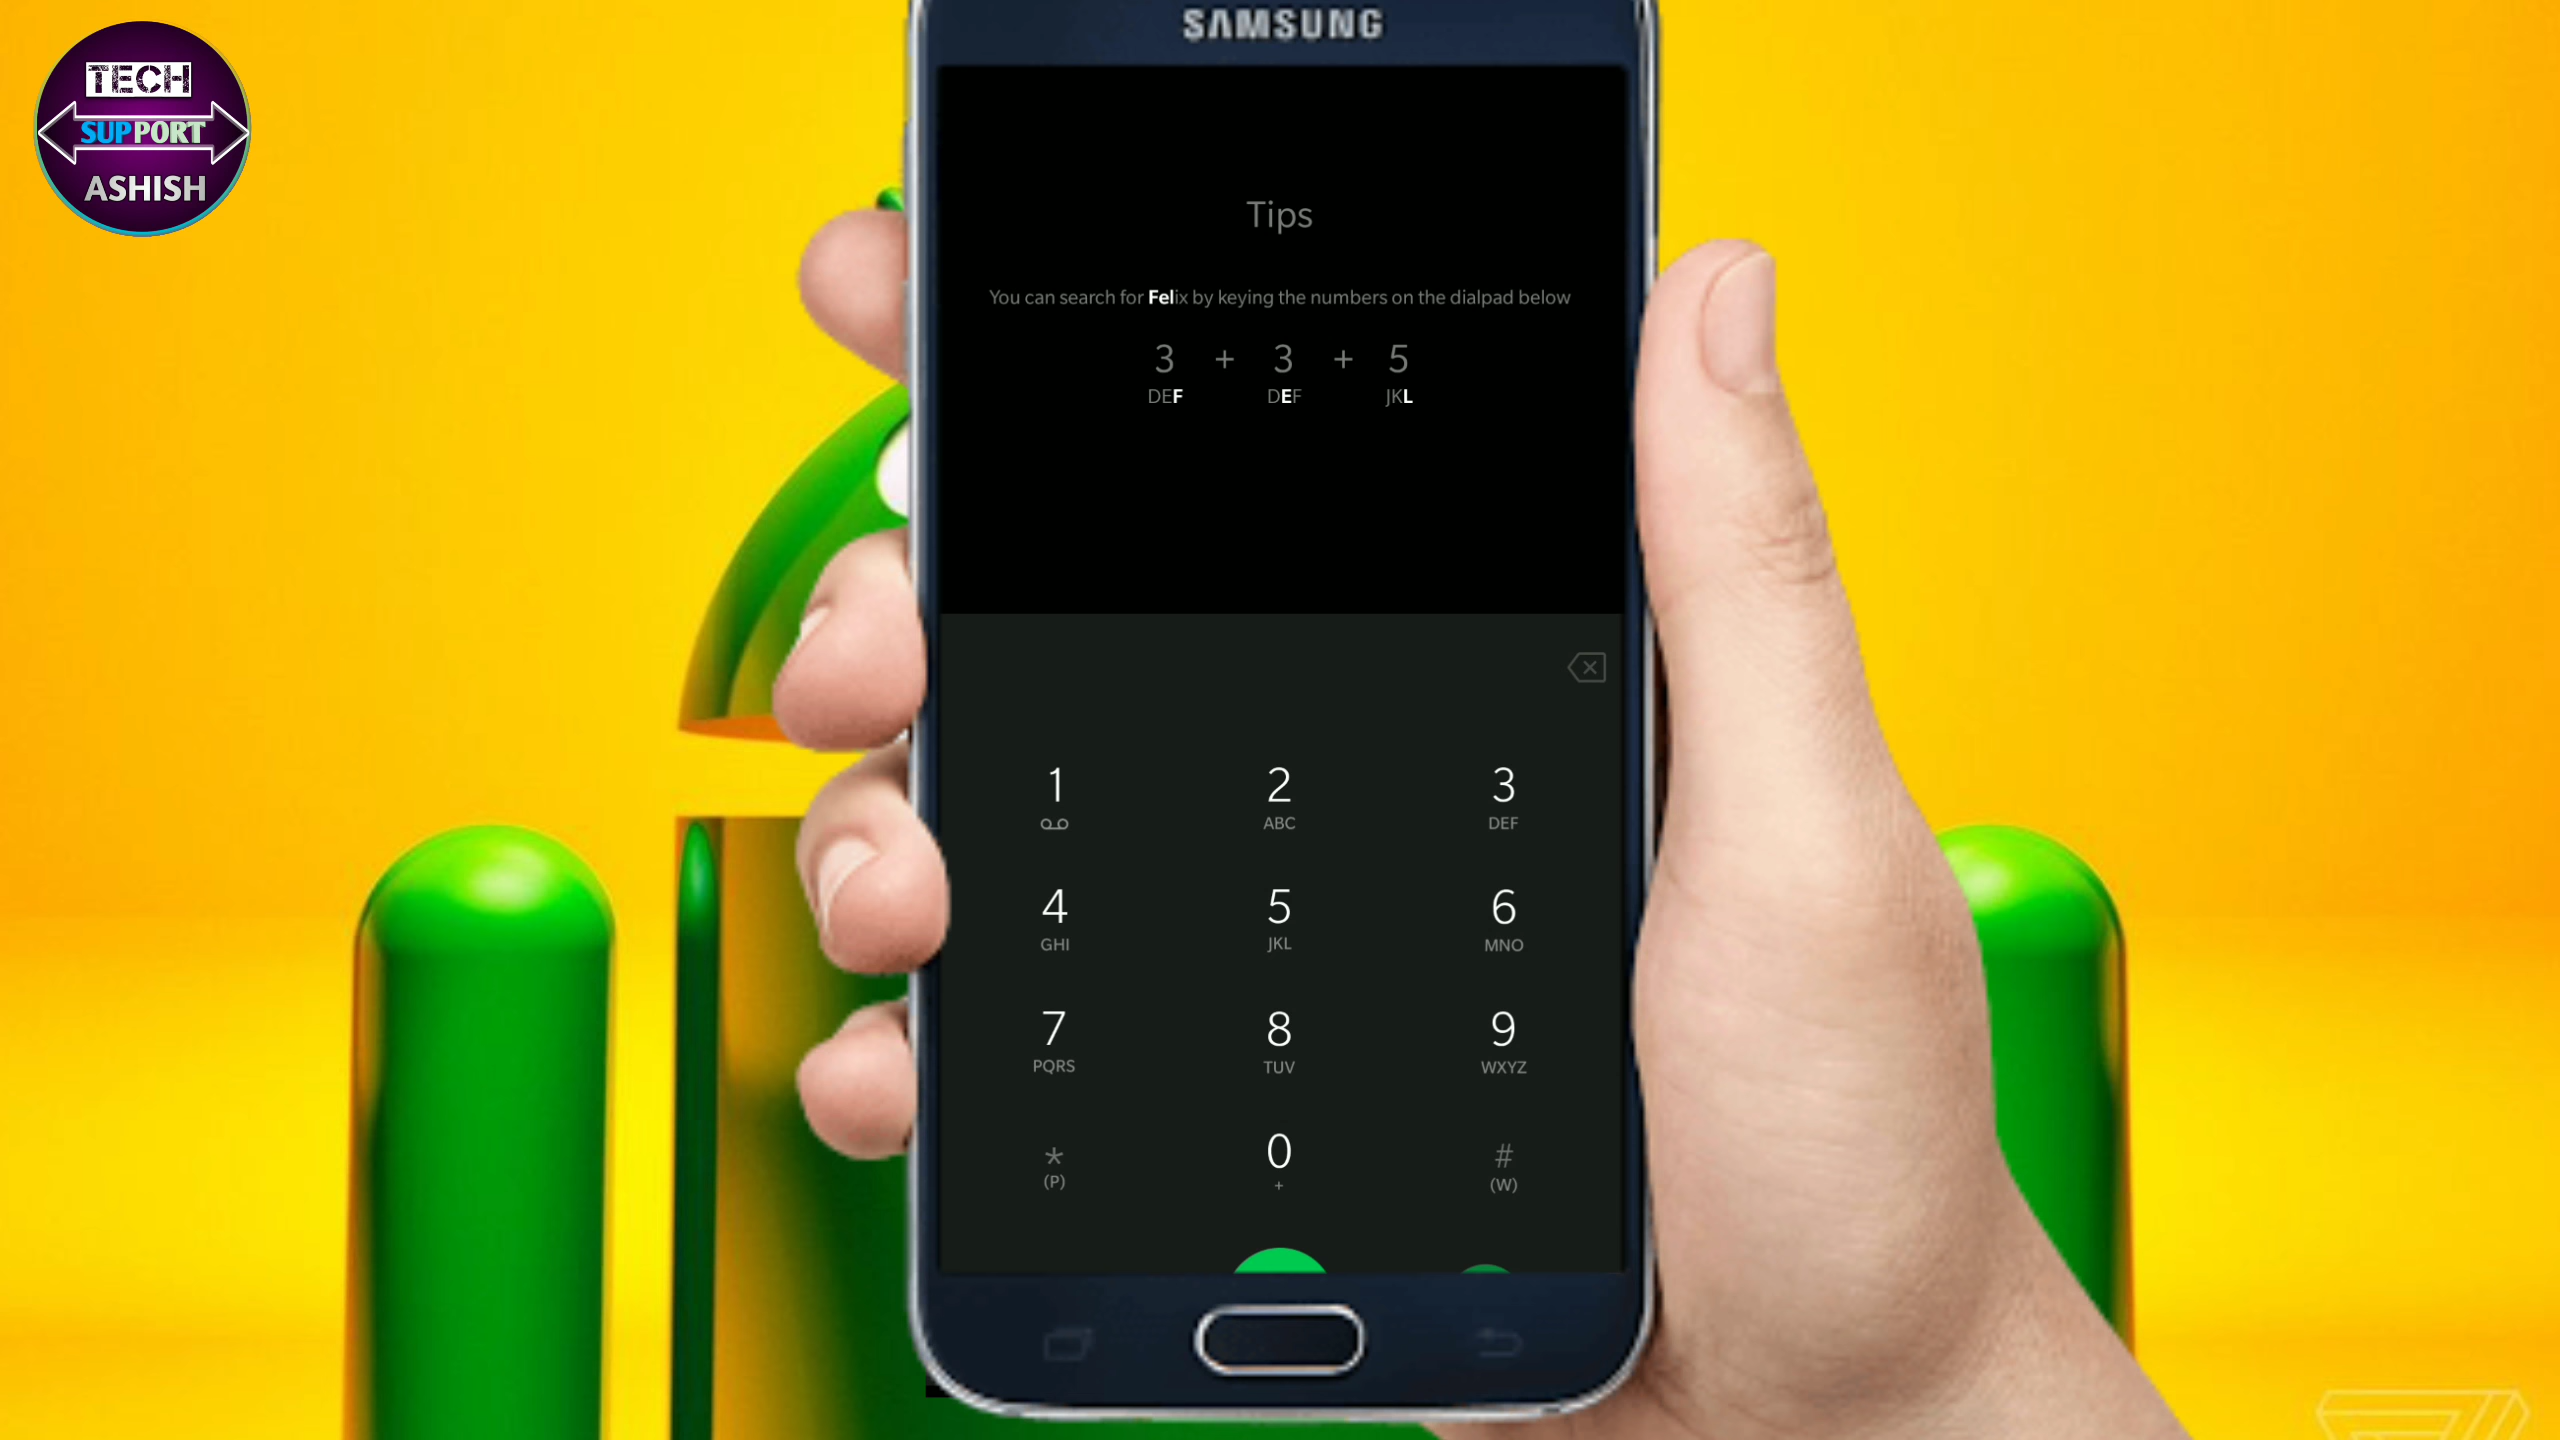 TECH
SUPPORT
ASHISH
SAMSUNG
Tips
You can search for Felix by keying the numbers on the dialpad below
3 + 3 + 5
DEF DEF JKL
1 2 3
ABC DEF
4 5 6
GHI JKL MNO
7 8 9
PQRS TUV WXYZ
* 0 #
(P) + (W)